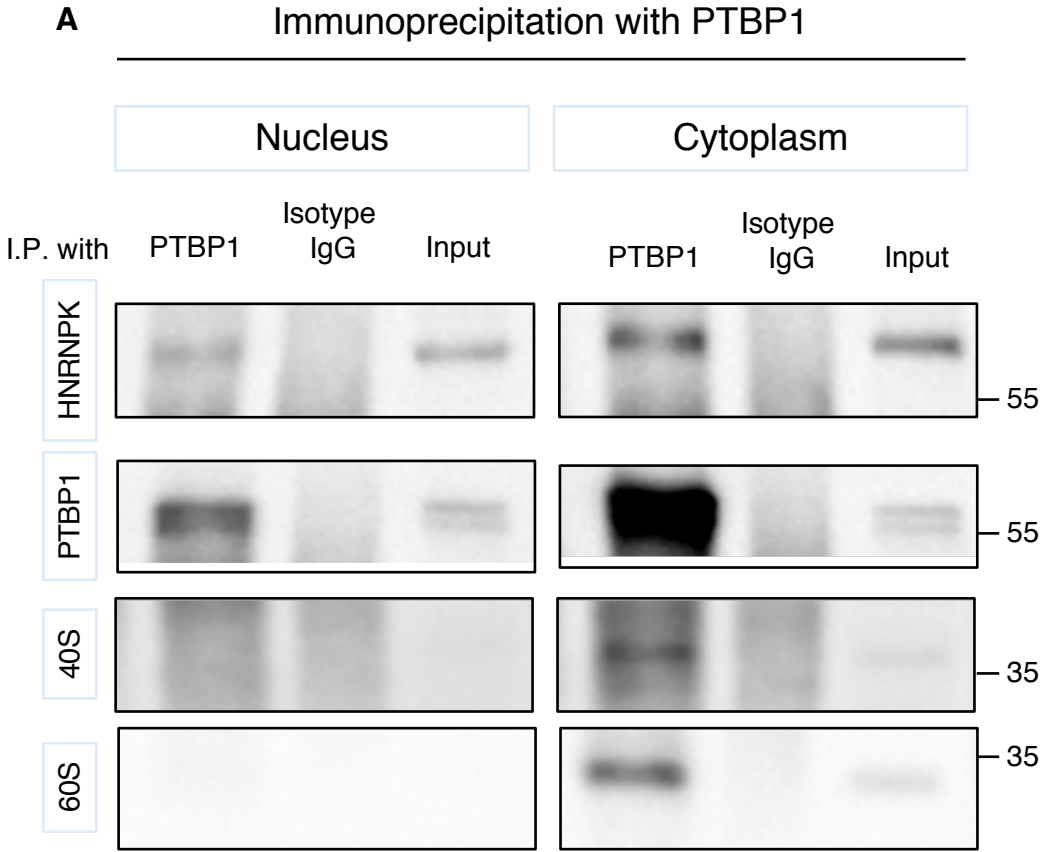 A
Immunoprecipitation with PTBP1
Nucleus
Cytoplasm
I.P. with
PTBP1
Isotype
IgG
Input
PTBP1
Isotype
IgG
Input
HNRNPK
55
PTBP1
55
40S
35
60S
35